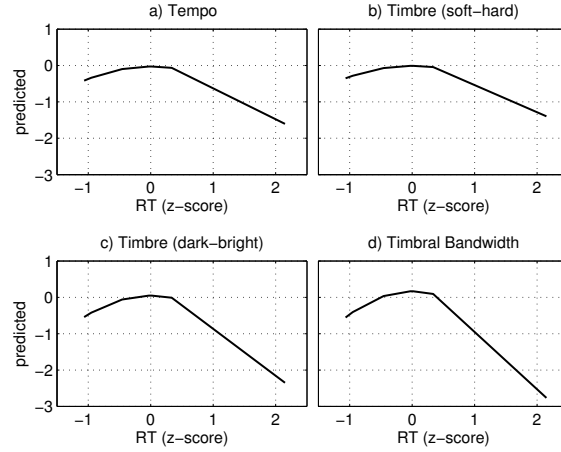 a) Tempo
b) Timbre (soft−hard)
1
0
−1
−2
−3
predicted
−1 0 1 2
RT (z−score)
−1 0 1 2
RT (z−score)
c) Timbre (dark−bright)
d) Timbral Bandwidth
1
0
−1
−2
−3
predicted
−1 0 1 2
RT (z−score)
−1 0 1 2
RT (z−score)